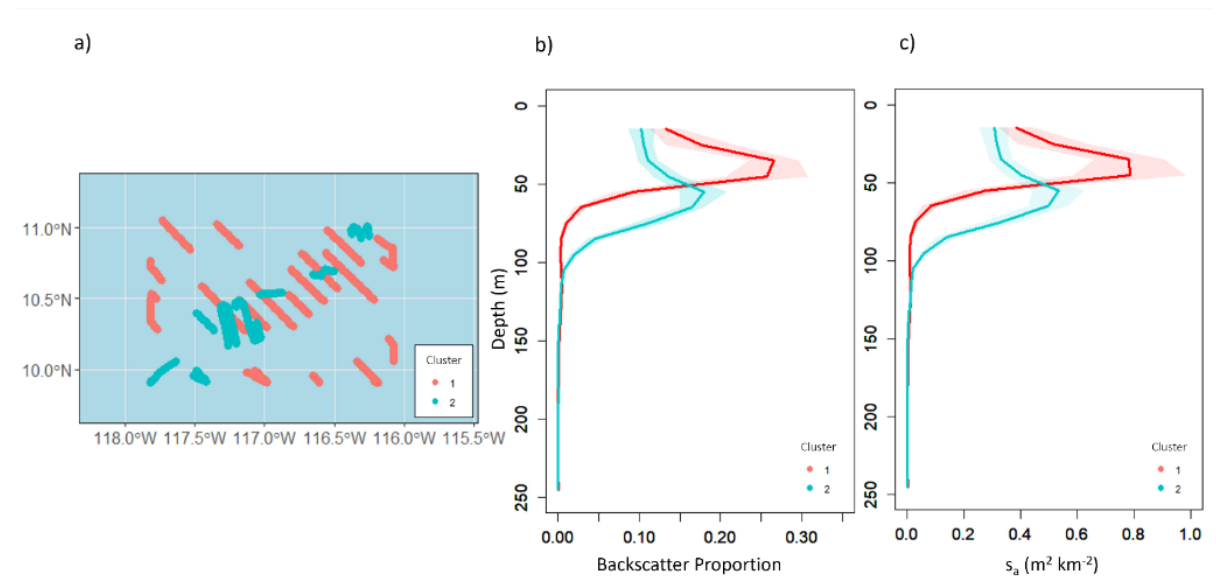 a)
b)
c)
11.0°N
10.5°N
10.0°N
118.0°W 117.5°W 117.0°W 116.5°W 116.0°W 115.5°W
Cluster
1
2
Depth (m)
0
50
100
150
200
250
0.00 0.10 0.20 0.30
Backscatter Proportion
Cluster
1
2
0
50
100
150
200
250
0.0 0.2 0.4 0.6 0.8 1.0
sₐ (m² km⁻²)
Cluster
1
2